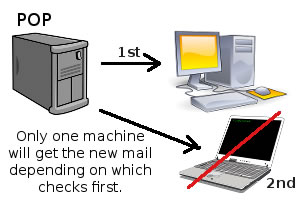 POP
1st
Only one machine
will get the new mail
depending on which
checks first.
2nd